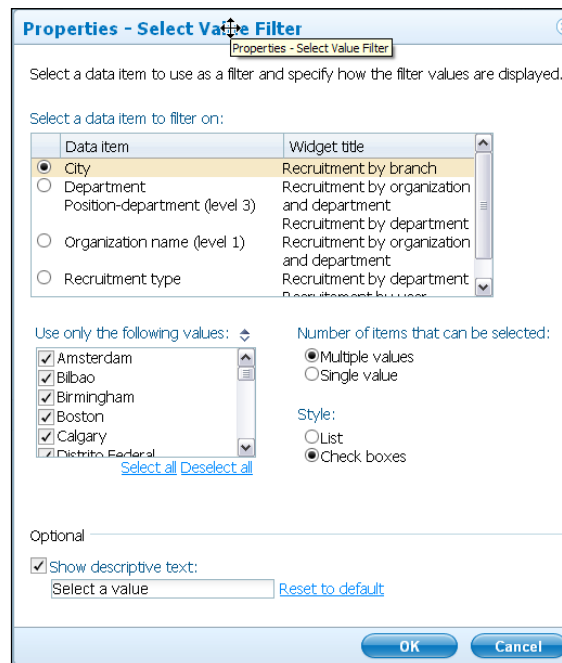 Properties - Select Value Filter
Properties - Select Value Filter
Select a data item to use as a filter and specify how the filter values are displayed.
Select a data item to filter on:
Data item Widget title
City Recruitment by branch
Department Recruitment by organization
Position-department (level 3) and department
Recruitment by department
Organization name (level 1) Recruitment by organization
and department
Recruitment type Recruitment by department
Recruitement by user
Use only the following values: Number of items that can be selected:
Amsterdam Multiple values
Bilbao Single value
Birmingham
Boston Style:
Calgary List
Distrito Federal Check boxes
Select all Deselect all
Optional
Show descriptive text:
Select a value Reset to default
OK Cancel